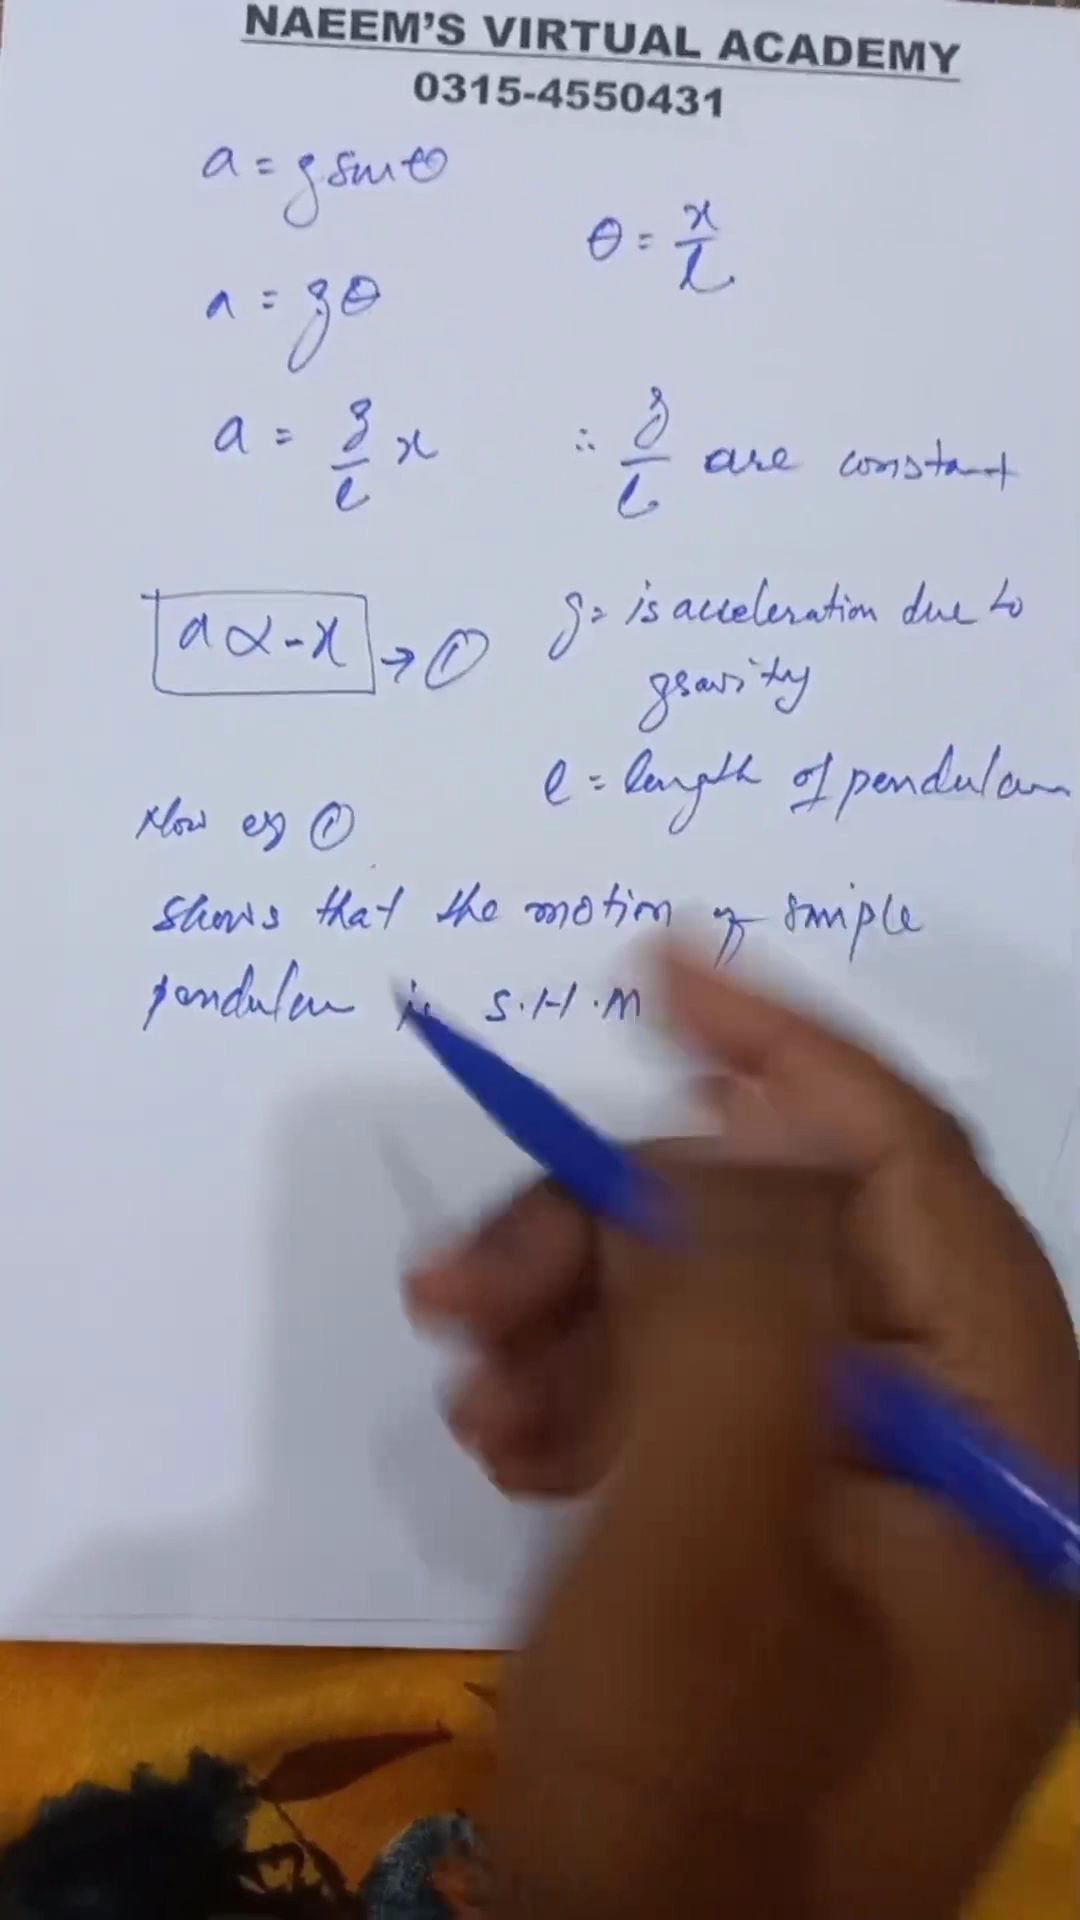 NAEEM'S VIRTUAL ACADEMY
0315-4550431
a = g sinθ
θ = x/l
a = gθ
a = g/l x
∴ g/l are constant
a α - x → ①
g = is acceleration due to
gravity
l = length of pendulum
Now eq ①
Shows that the motion of simple
pendulum is S.H.M